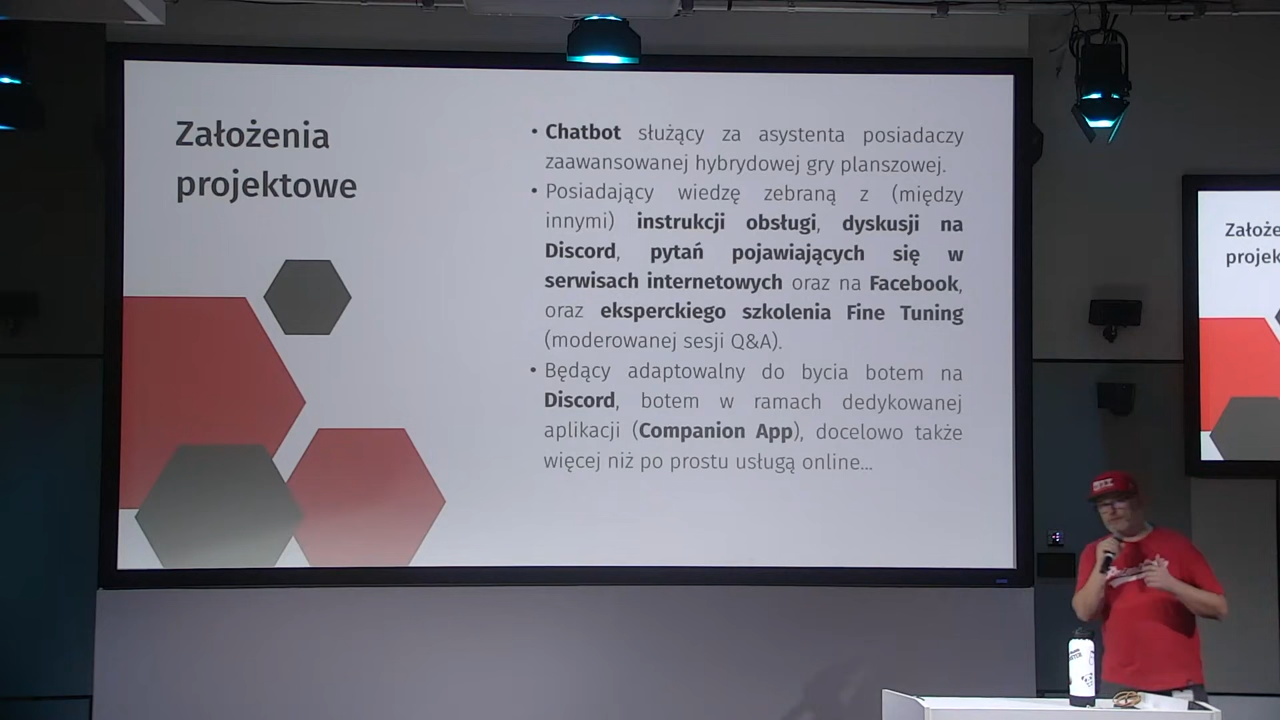 Założenia
projektowe
• Chatbot służący za asystenta posiadaczy
zaawansowanej hybrydowej gry planszowej.
• Posiadający wiedzę zebraną z (między
innymi) instrukcji obsługi, dyskusji na
Discord, pytań pojawiających się w
serwisach internetowych oraz na Facebook,
oraz eksperckiego szkolenia Fine Tuning
(moderowanej sesji Q&A).
• Będący adaptowalny do bycia botem na
Discord, botem w ramach dedykowanej
aplikacji (Companion App), docelowo także
więcej niż po prostu usługą online...
Założe
projek